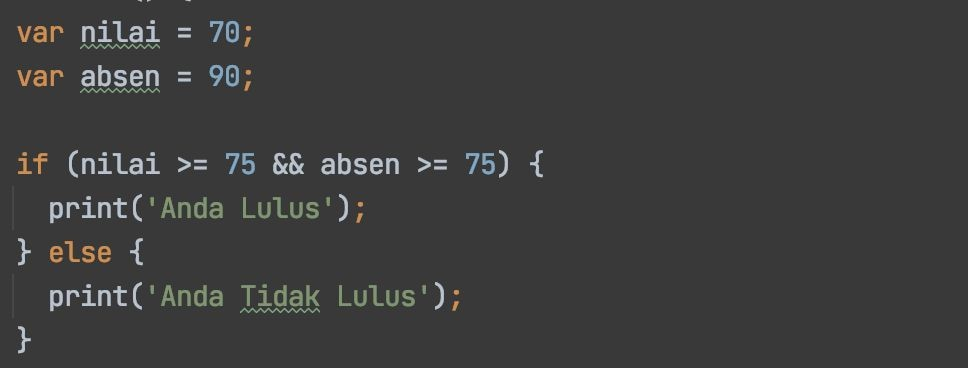 var nilai = 70;
var absen = 90;
if (nilai >= 75 && absen >= 75) {
print('Anda Lulus');
} else {
print('Anda Tidak Lulus');
}